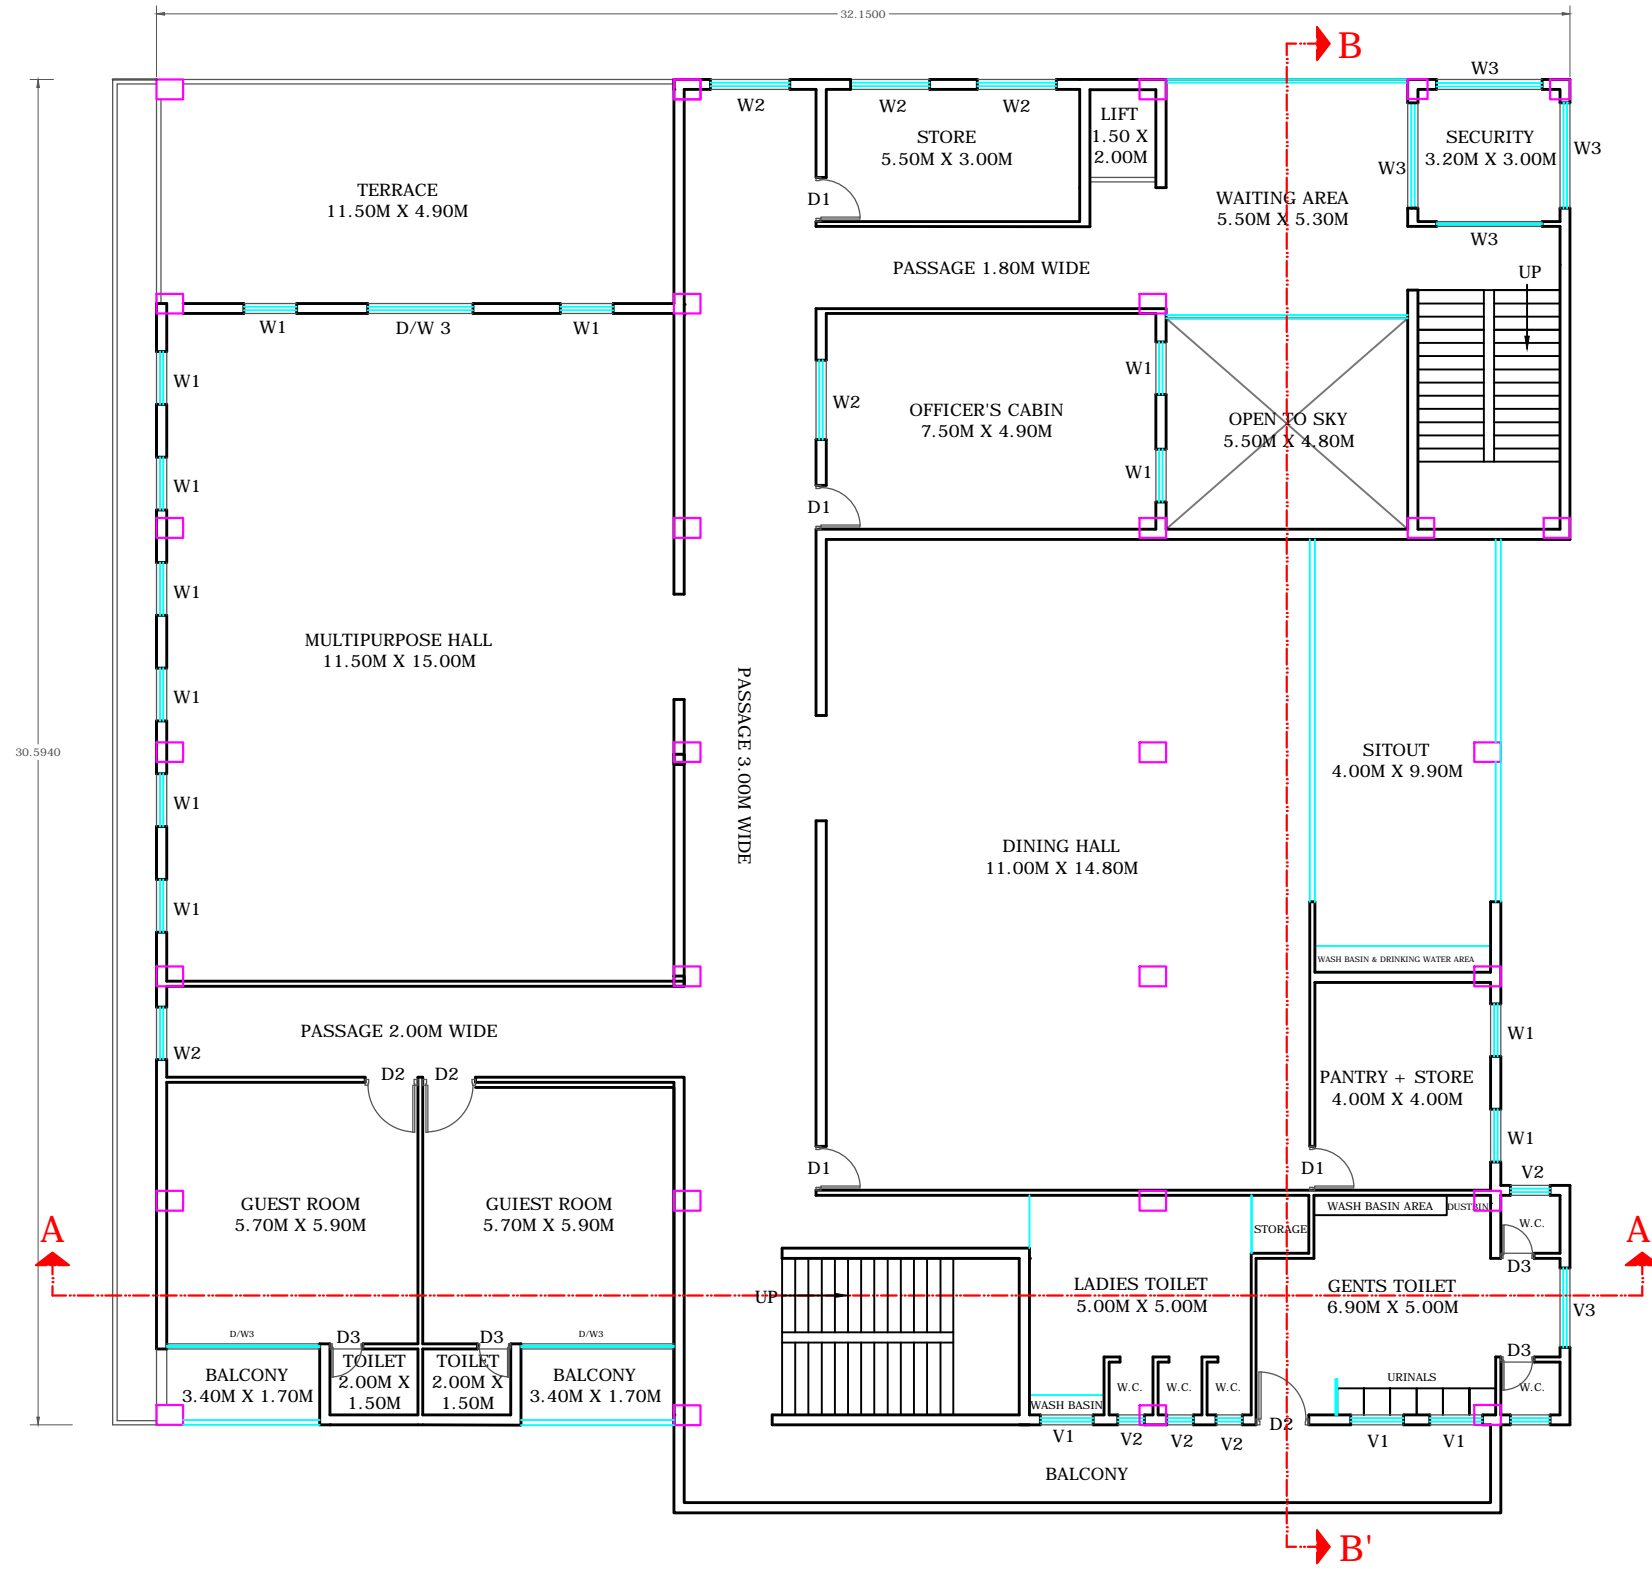 32.1500
B
W3
W2
W2
W2
LIFT
1.50 X
2.00M
STORE
5.50M X 3.00M
SECURITY
3.20M X 3.00M
W3
W3
TERRACE
11.50M X 4.90M
D1
WAITING AREA
5.50M X 5.30M
W3
PASSAGE 1.80M WIDE
UP
W1
D/W 3
W1
W1
W1
W2
OFFICER'S CABIN
7.50M X 4.90M
OPEN TO SKY
5.50M X 4.80M
W1
W1
D1
W1
MULTIPURPOSE HALL
11.50M X 15.00M
PASSAGE 3.00M WIDE
W1
30.5940
SITOUT
4.00M X 9.90M
W1
DINING HALL
11.00M X 14.80M
W1
WASH BASIN & DRINKING WATER AREA
PASSAGE 2.00M WIDE
W2
W1
D2
D2
PANTRY + STORE
4.00M X 4.00M
W1
D1
D1
V2
GUEST ROOM
5.70M X 5.90M
GUIEST ROOM
5.70M X 5.90M
WASH BASIN AREA
DUSTBIN
STORAGE
W.C.
A
A
D3
LADIES TOILET
5.00M X 5.00M
GENTS TOILET
6.90M X 5.00M
UP
V3
D/W3
D3
D3
D/W3
D3
BALCONY
3.40M X 1.70M
TOILET
2.00M X
1.50M
TOILET
2.00M X
1.50M
BALCONY
3.40M X 1.70M
URINALS
W.C.
W.C.
W.C.
W.C.
WASH BASIN
D2
V1
V2
V2
V2
V1
V1
BALCONY
B'